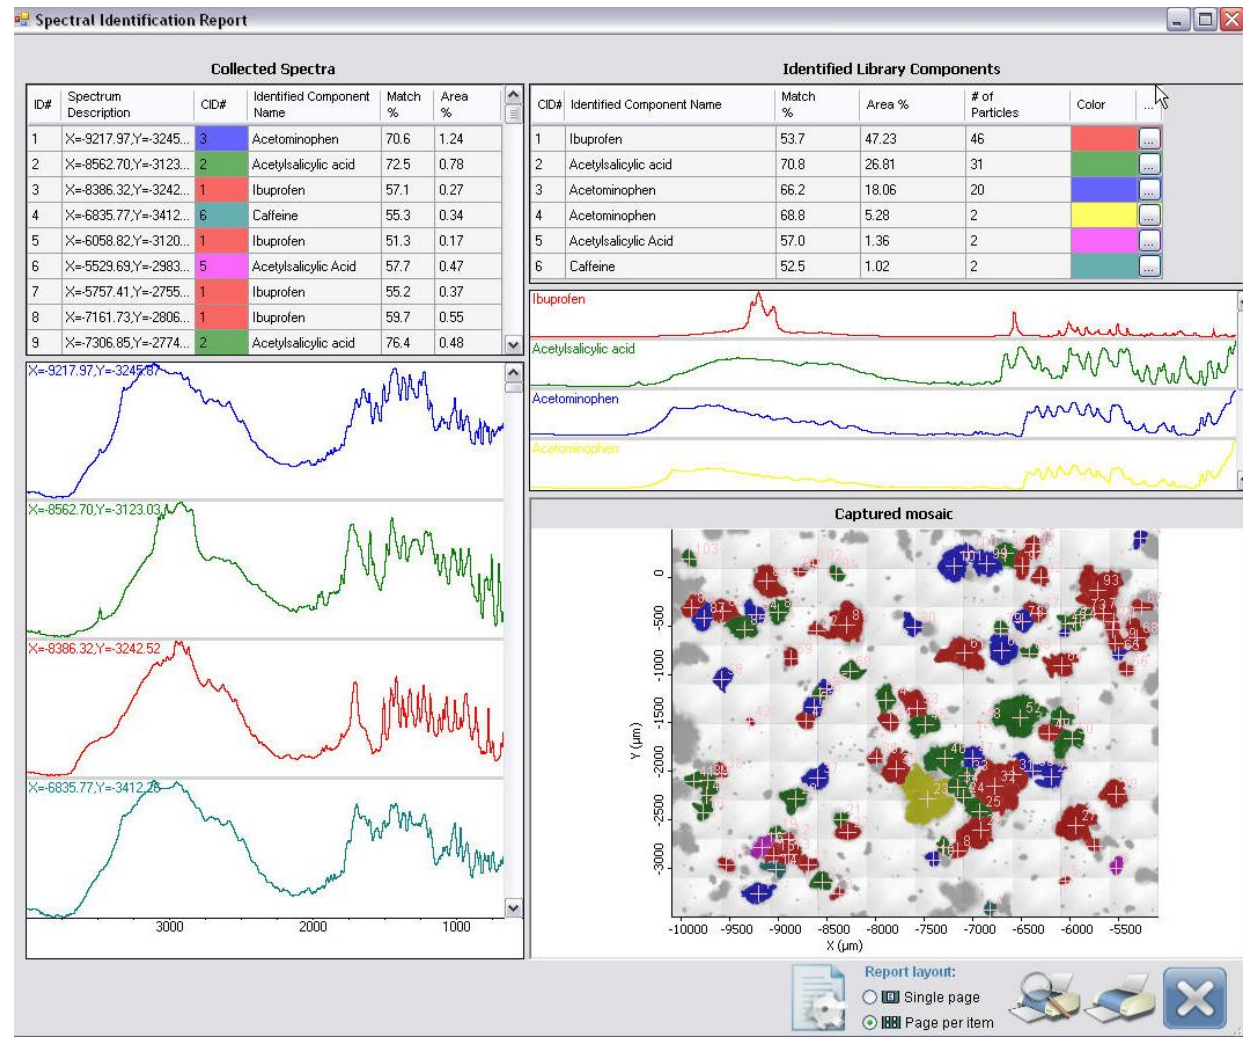 Spectral Identification Report
Collected Spectra
ID# Spectrum Description CID# Identified Component Name Match % Area %
1 X=-9217.97,Y=-3245... 3 Acetominophen 70.6 1.24
2 X=-8562.70,Y=-3123... 2 Acetylsalicylic acid 72.5 0.78
3 X=-8386.32,Y=-3242... 1 Ibuprofen 57.1 0.27
4 X=-6835.77,Y=-3412... 6 Caffeine 55.3 0.34
5 X=-6058.82,Y=-3120... 1 Ibuprofen 51.3 0.17
6 X=-5529.69,Y=-2983... 5 Acetylsalicylic Acid 57.7 0.47
7 X=-5757.41,Y=-2755... 1 Ibuprofen 55.2 0.37
8 X=-7161.73,Y=-2806... 1 Ibuprofen 59.7 0.55
9 X=-7306.85,Y=-2774... 2 Acetylsalicylic acid 76.4 0.48
X=-9217.97,Y=-3245.87
X=-8562.70,Y=-3123.03
X=-8386.32,Y=-3242.52
X=-6835.77,Y=-3412.26
3000 2000 1000
Identified Library Components
CID# Identified Component Name Match % Area % # of Particles Color ...
1 Ibuprofen 53.7 47.23 46 ...
2 Acetylsalicylic acid 70.8 26.81 31 ...
3 Acetominophen 66.2 18.06 20 ...
4 Acetominophen 68.8 5.28 2 ...
5 Acetylsalicylic Acid 57.0 1.36 2 ...
6 Caffeine 52.5 1.02 2 ...
Ibuprofen
Acetylsalicylic acid
Acetominophen
Acetominophen
Captured mosaic
Y (µm)
0
-500
-1000
-1500
-2000
-2500
-3000
-10000 -9500 -9000 -8500 -8000 -7500 -7000 -6500 -6000 -5500
X (µm)
Report layout:
Single page
Page per item